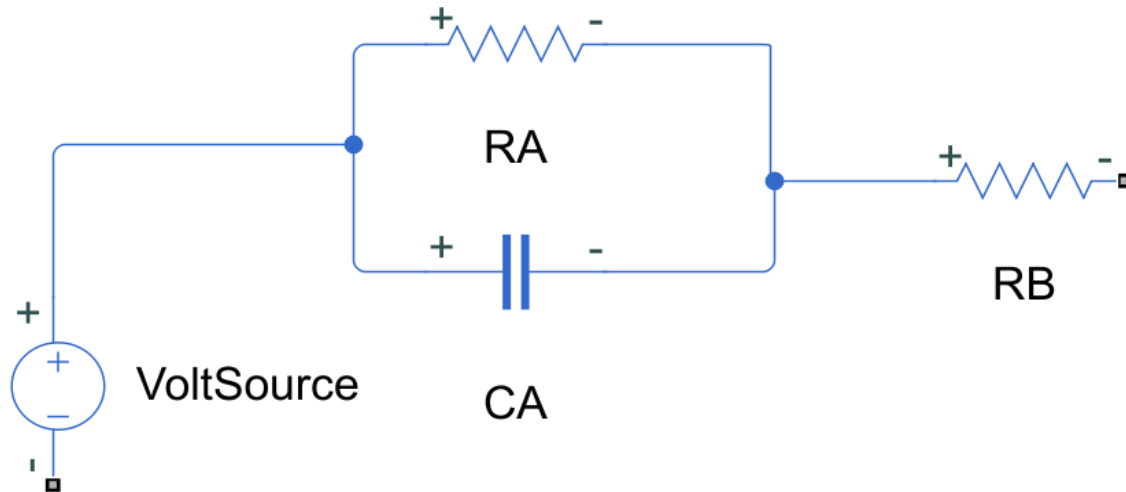 + -
RA
+ -
+ -
RB
+
+
VoltSource
−
CA
-